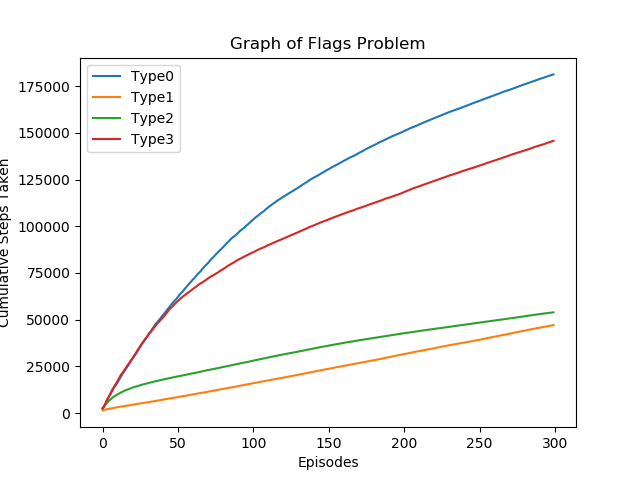 Graph of Flags Problem
Type0
Type1
Type2
Type3
175000
150000
125000
100000
75000
50000
25000
0
Cumulative Steps Taken
0 50 100 150 200 250 300
Episodes